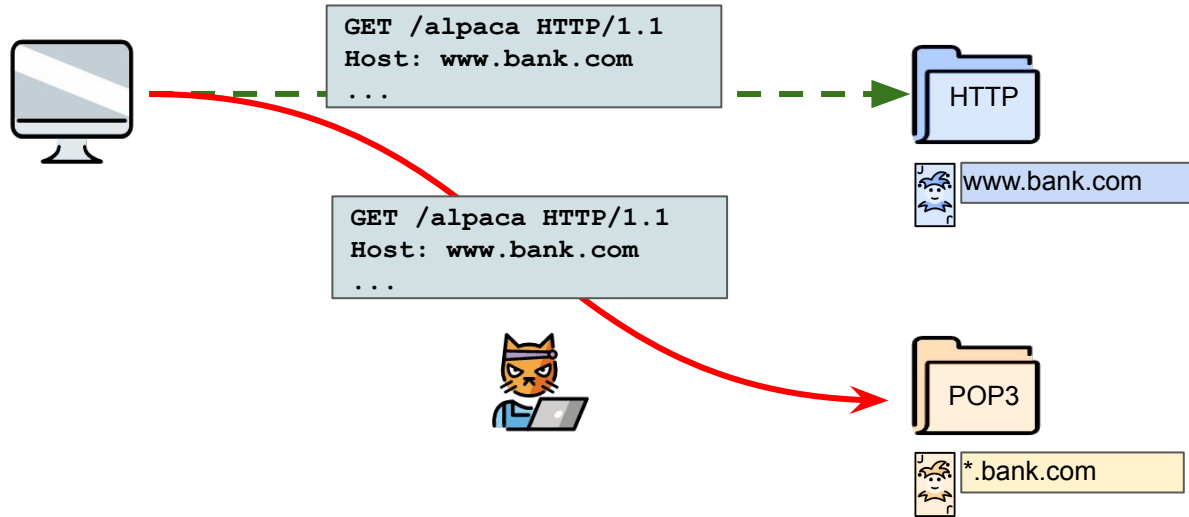 GET /alpaca HTTP/1.1
Host: www.bank.com
...
HTTP
J
www.bank.com
J
GET /alpaca HTTP/1.1
Host: www.bank.com
...
POP3
J
*.bank.com
J